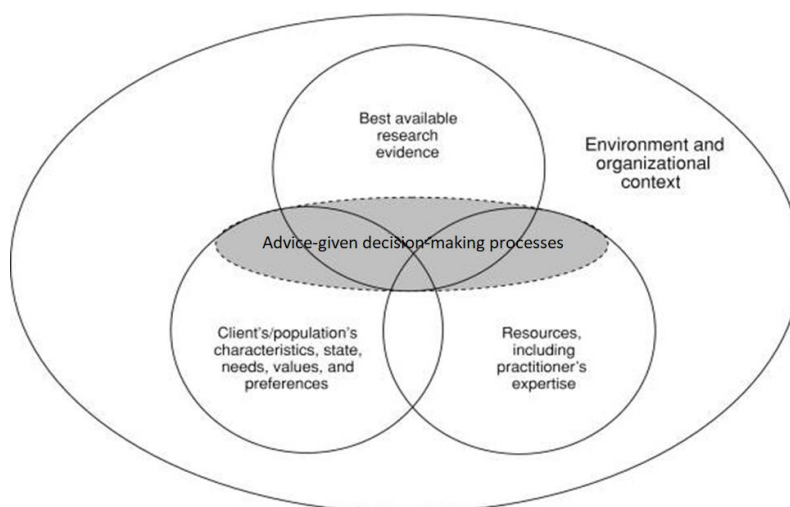 Best available
research
evidence
Environment and
organizational
context
Advice-given decision-making processes
Client's/population's
characteristics, state,
needs, values, and
preferences
Resources,
including
practitioner's
expertise